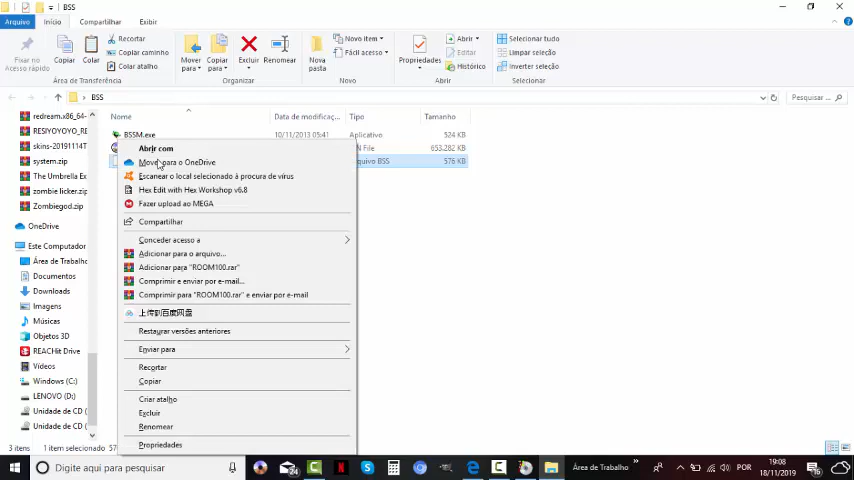 BSS
Arquivo
Início
Compartilhar
Exibir
Fixar no
Acesso rápido
Copiar
Colar
Recortar
Copiar caminho
Colar atalho
Área de Transferência
Mover
para
Copiar
para
Excluir
Renomear
Organizar
Nova
pasta
Novo item
Fácil acesso
Novo
Propriedades
Abrir
Editar
Histórico
Abrir
Selecionar tudo
Limpar seleção
Inverter seleção
Selecionar
BSS
Pesquisar ...
redream.x86_64-
RESIYOYOYO_RE
skins-20191114
system.zip
The Umbrella Ex
zombie licker.zip
Zombiegod.zip
OneDrive
Este Computador
Área de Trabalho
Documentos
Downloads
Imagens
Músicas
Objetos 3D
REACHit Drive
Vídeos
Windows (C:)
LENOVO (D:)
Unidade de CD (
Unidade de CD (
Nome
Data de modificaç...
Tipo
Tamanho
BSSM.exe
10/11/2013 05:41
Aplicativo
524 KB
N File
653.282 KB
quivo BSS
576 KB
Abrir com
Mover para o OneDrive
Escanear o local selecionado à procura de vírus
Hex Edit with Hex Workshop v6.8
Fazer upload ao MEGA
Compartilhar
Conceder acesso a
Adicionar para o arquivo...
Adicionar para "ROOM100.rar"
Comprimir e enviar por e-mail...
Comprimir para "ROOM100.rar" e enviar por e-mail
上传到百度网盘
Restaurar versões anteriores
Enviar para
Recortar
Copiar
Criar atalho
Excluir
Renomear
Propriedades
3 itens
1 item selecionado
Digite aqui para pesquisar
24
Área de Trabalho
POR
19:08
18/11/2019
16